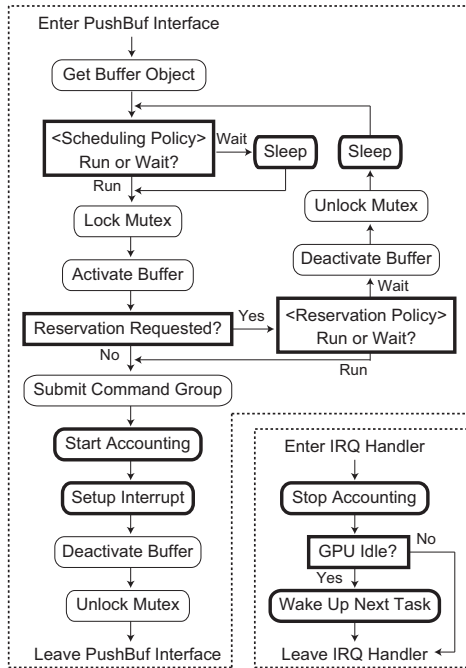 Enter PushBuf Interface
Get Buffer Object
<Scheduling Policy>
Run or Wait?
Wait
Sleep
Sleep
Run
Lock Mutex
Unlock Mutex
Activate Buffer
Deactivate Buffer
Wait
Reservation Requested?
Yes
<Reservation Policy>
Run or Wait?
No
Run
Submit Command Group
Start Accounting
Setup Interrupt
Deactivate Buffer
Unlock Mutex
Leave PushBuf Interface
Enter IRQ Handler
Stop Accounting
GPU Idle?
No
Yes
Wake Up Next Task
Leave IRQ Handler